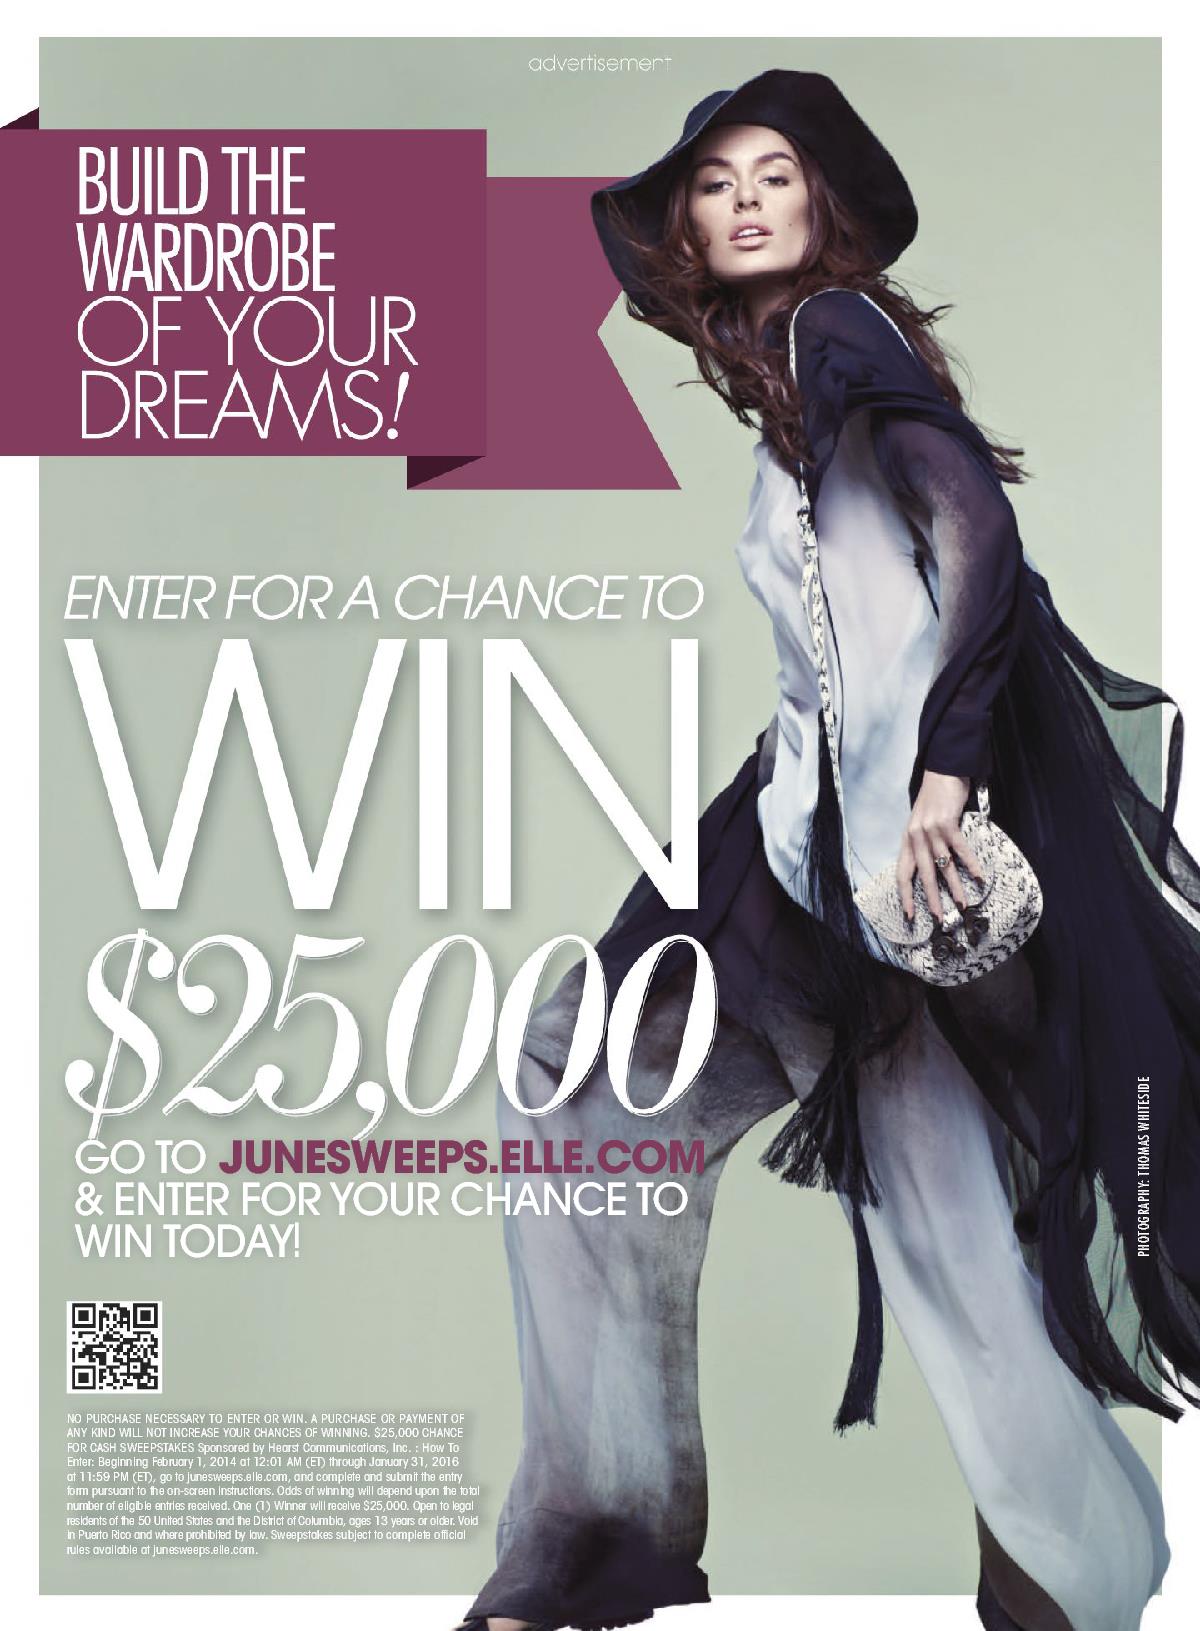 advertisement
BUILD THE
WARDROBE
OF YOUR
DREAMS!
ENTER FOR A CHANCE TO
WIN
$25,000
GO TO JUNESWEEPS.ELLE.COM
& ENTER FOR YOUR CHANCE TO
WIN TODAY!
PHOTOGRAPHY: THOMAS WHITESIDE
NO PURCHASE NECESSARY TO ENTER OR WIN. A PURCHASE OR PAYMENT OF
ANY KIND WILL NOT INCREASE YOUR CHANCES OF WINNING. $25,000 CHANCE
FOR CASH SWEEPSTAKES Sponsored by Hearst Communications, Inc. : How To
Enter: Beginning February 1, 2014 at 12:01 AM (ET) through January 31, 2016
at 11:59 PM (ET), go to junesweeps.elle.com, and complete and submit the entry
form pursuant to the on-screen instructions. Odds of winning will depend upon the total
number of eligible entries received. One (1) Winner will receive $25,000. Open to legal
residents of the 50 United States and the District of Columbia, ages 13 years or older. Void
in Puerto Rico and where prohibited by law. Sweepstakes subject to complete official
rules available at junesweeps.elle.com.